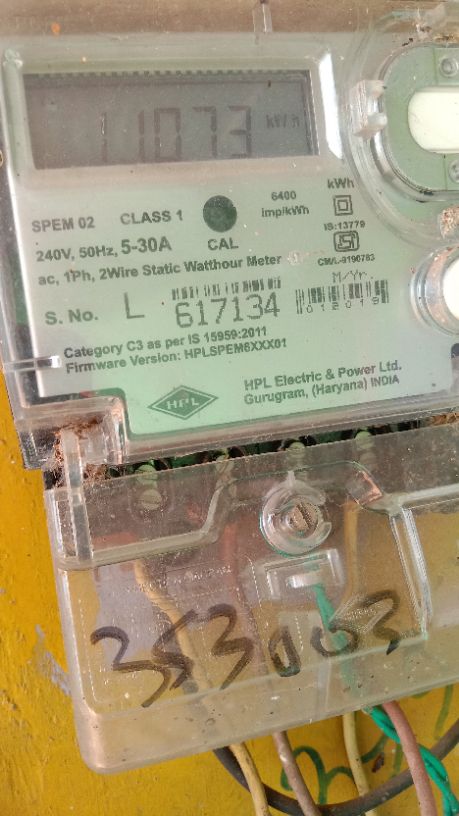 11073 kWh
6400 imp/kWh
kWh
SPEM 02 CLASS 1
CAL
IS:13779
240V, 50Hz, 5-30A
CM/L-9190783
ac, 1Ph, 2Wire Static Watthour Meter
M/Yr.
S. No. L 617134
012019
Category C3 as per IS 15959:2011
Firmware Version: HPLSPEM6XXX01
HPL
HPL Electric & Power Ltd.
Gurugram, (Haryana) INDIA
353003